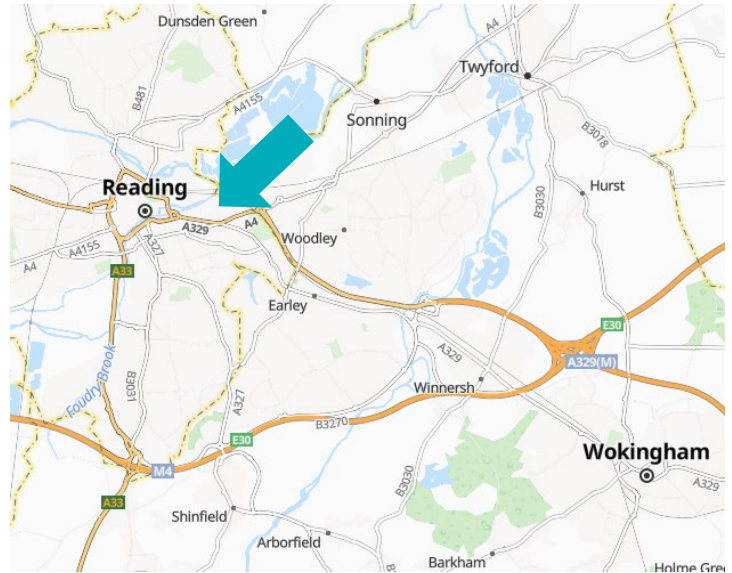 Dunsden Green
A4
Twyford
B481
A4155
Sonning
B3018
Reading
Hurst
B3030
A329
A4
Woodley
A4155
A327
A4
A33
Earley
E30
Foudry Brook
A329
A329(M)
B3031
A327
Winnersh
B3270
E30
Wokingham
M4
B3030
A329
A33
Shinfield
Arborfield
Barkham
Holme Gree